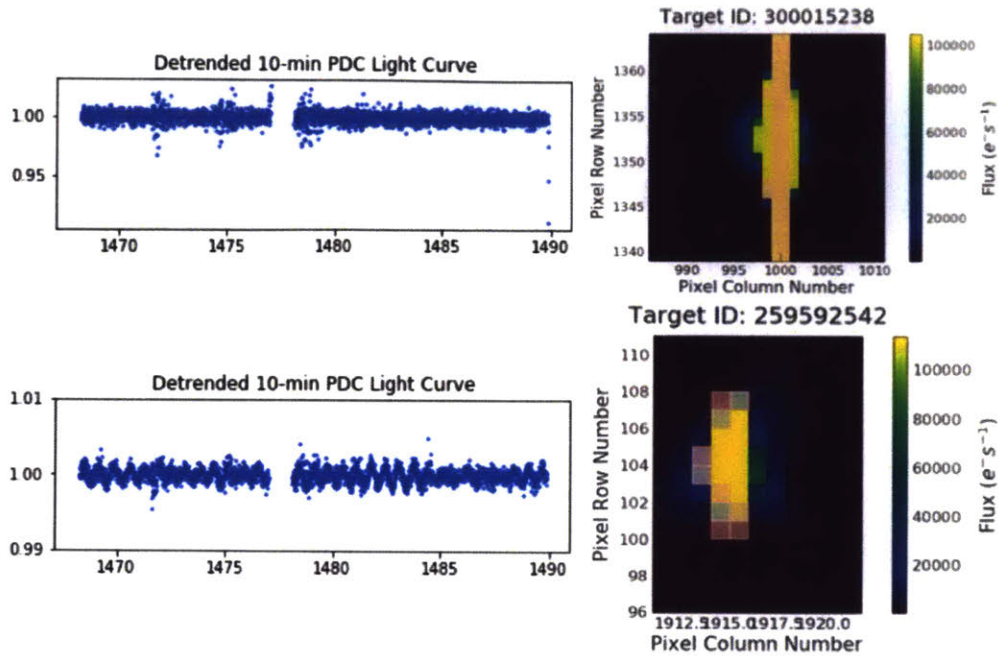 Target ID: 300015238
Detrended 10-min PDC Light Curve
1.00
0.95
1470 1475 1480 1485 1490
Pixel Row Number
1360
1355
1350
1345
1340
990 995 1000 1005 1010
Pixel Column Number
100000
80000
60000
40000
20000
Flux (e⁻s⁻¹)
Target ID: 259592542
Detrended 10-min PDC Light Curve
1.01
1.00
0.99
1470 1475 1480 1485 1490
Pixel Row Number
110
108
106
104
102
100
98
96
1912.5 1915.0 1917.5 1920.0
Pixel Column Number
100000
80000
60000
40000
20000
Flux (e⁻s⁻¹)